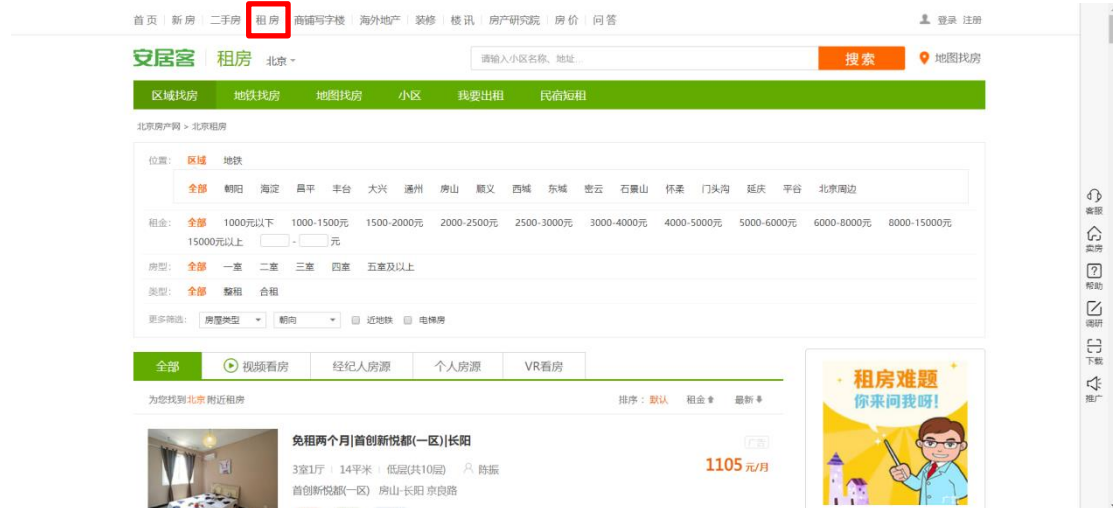 首页 新房 二手房 租房 商铺写字楼 海外地产 装修 楼讯 房产研究院 房价 问答 登录 注册
安居客 租房 北京 请输入小区名称、地址... 搜索 地图找房
区域找房 地铁找房 地图找房 小区 我要出租 民宿短租
北京房产网 > 北京租房
位置: 区域 地铁
全部 朝阳 海淀 昌平 丰台 大兴 通州 房山 顺义 西城 东城 密云 石景山 怀柔 门头沟 延庆 平谷 北京周边
租金: 全部 1000元以下 1000-1500元 1500-2000元 2000-2500元 2500-3000元 3000-4000元 4000-5000元 5000-6000元 6000-8000元 8000-15000元
15000元以上 - 元
房型: 全部 一室 二室 三室 四室 五室及以上
类型: 全部 整租 合租
更多筛选: 房屋类型 朝向 近地铁 电梯房
全部 视频看房 经纪人房源 个人房源 VR看房
为您找到北京附近租房 排序: 默认 租金 最新
免租两个月|首创新悦都(一区)|长阳 广告
3室1厅 14平米 低层(共10层) 陈振 1105 元/月
首创新悦都(一区) 房山-长阳 京良路
租房难题
你来问我呀!
客服
卖房
帮助
调研
下载
推广